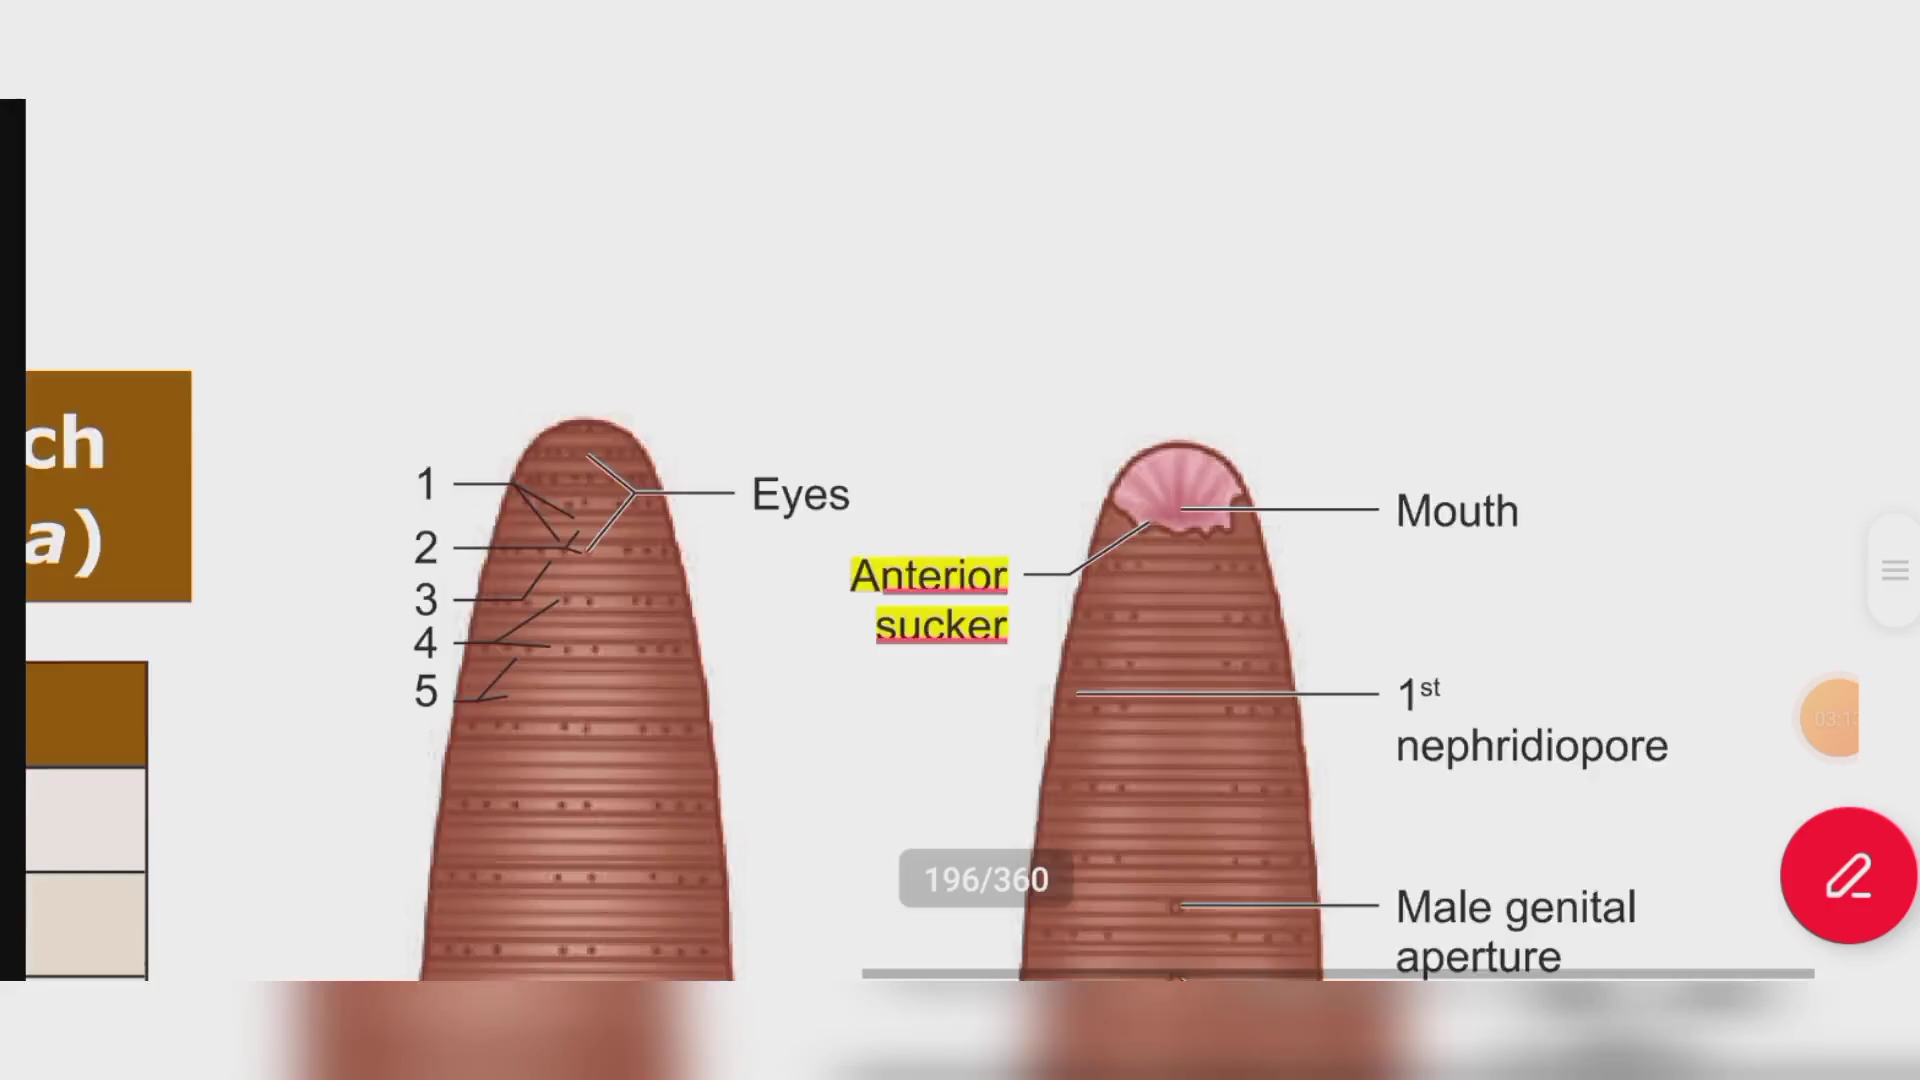 ch
a)
1
2
3
4
5
Eyes
Anterior
sucker
Mouth
1st
nephridiopore
196/360
Male genital
aperture